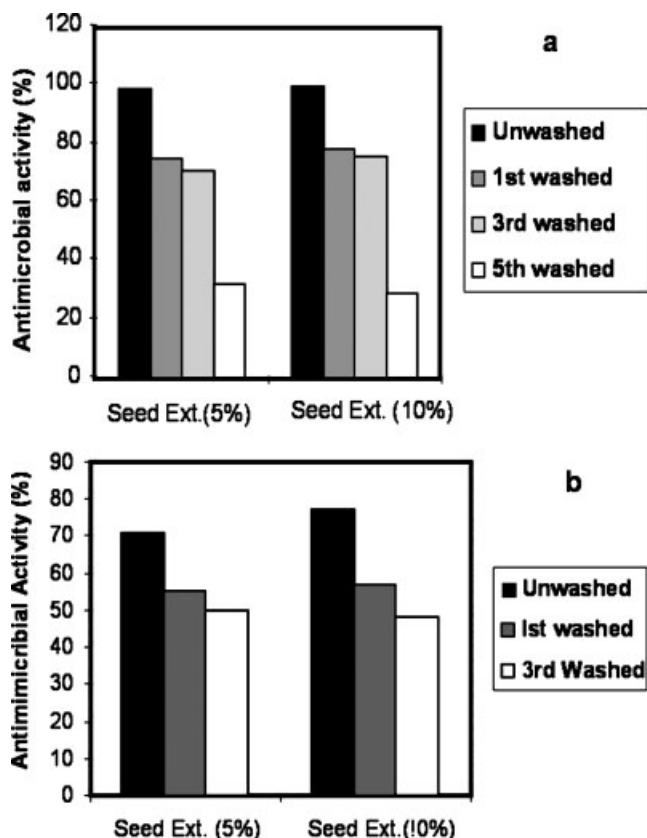 a
Antimicrobial activity (%)
120
100
80
60
40
20
0
Seed Ext.(5%)
Seed Ext. (10%)
Unwashed
1st washed
3rd washed
5th washed
b
Antimimicribial Activity (%)
90
80
70
60
50
40
30
20
10
0
Seed Ext. (5%)
Seed Ext.(!0%)
Unwashed
Ist washed
3rd Washed